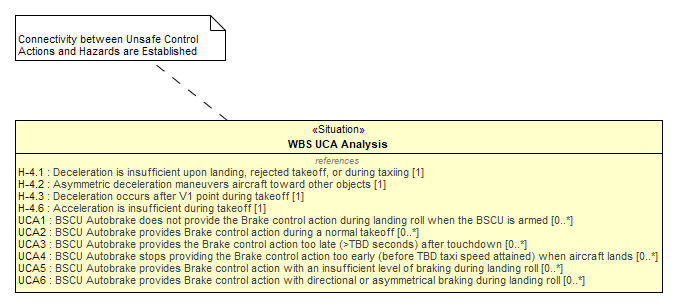 Connectivity between Unsafe Control
Actions and Hazards are Established
«Situation»
WBS UCA Analysis
references
H-4.1 : Deceleration is insufficient upon landing, rejected takeoff, or during taxiing [1]
H-4.2 : Asymmetric deceleration maneuvers aircraft toward other objects [1]
H-4.3 : Deceleration occurs after V1 point during takeoff [1]
H-4.6 : Acceleration is insufficient during takeoff [1]
UCA1 : BSCU Autobrake does not provide the Brake control action during landing roll when the BSCU is armed [0..*]
UCA2 : BSCU Autobrake provides Brake control action during a normal takeoff [0..*]
UCA3 : BSCU Autobrake provides the Brake control action too late (>TBD seconds) after touchdown [0..*]
UCA4 : BSCU Autobrake stops providing the Brake control action too early (before TBD taxi speed attained) when aircraft lands [0..*]
UCA5 : BSCU Autobrake provides Brake control action with an insufficient level of braking during landing roll [0..*]
UCA6 : BSCU Autobrake provides Brake control action with directional or asymmetrical braking during landing roll [0..*]